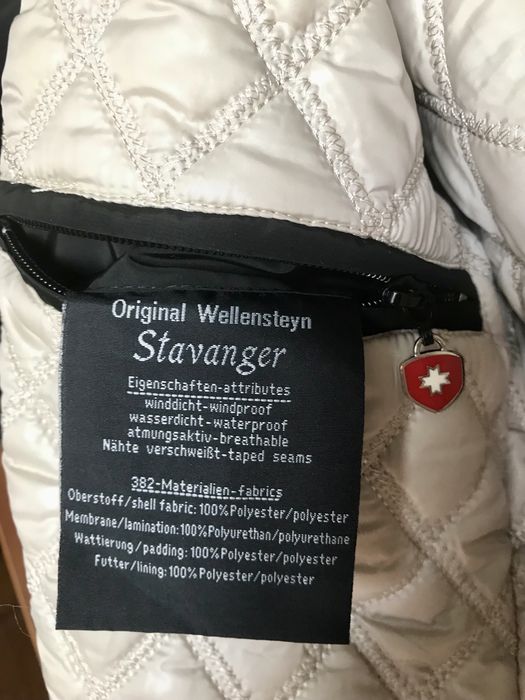 Original Wellensteyn
Stavanger
Eigenschaften-attributes
winddicht-windproof
wasserdicht-waterproof
atmungsaktiv-breathable
Nähte verschweißt-taped seams
382-Materialien-fabrics
Oberstoff/shell fabric: 100%Polyester/polyester
Membrane/lamination:100%Polyurethan/polyurethane
Wattierung/padding: 100%Polyester/polyester
Futter/lining: 100%Polyester/polyester